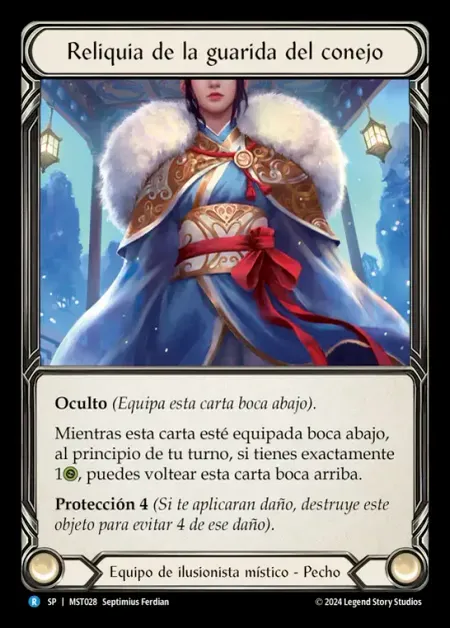 Reliquia de la guarida del conejo
Oculto (Equipa esta carta boca abajo).
Mientras esta carta esté equipada boca abajo,
al principio de tu turno, si tienes exactamente
1, puedes voltear esta carta boca arriba.
Protección 4 (Si te aplicaran daño, destruye este
objeto para evitar 4 de ese daño).
Equipo de ilusionista místico - Pecho
R SP | MST028 Septimius Ferdian
© 2024 Legend Story Studios